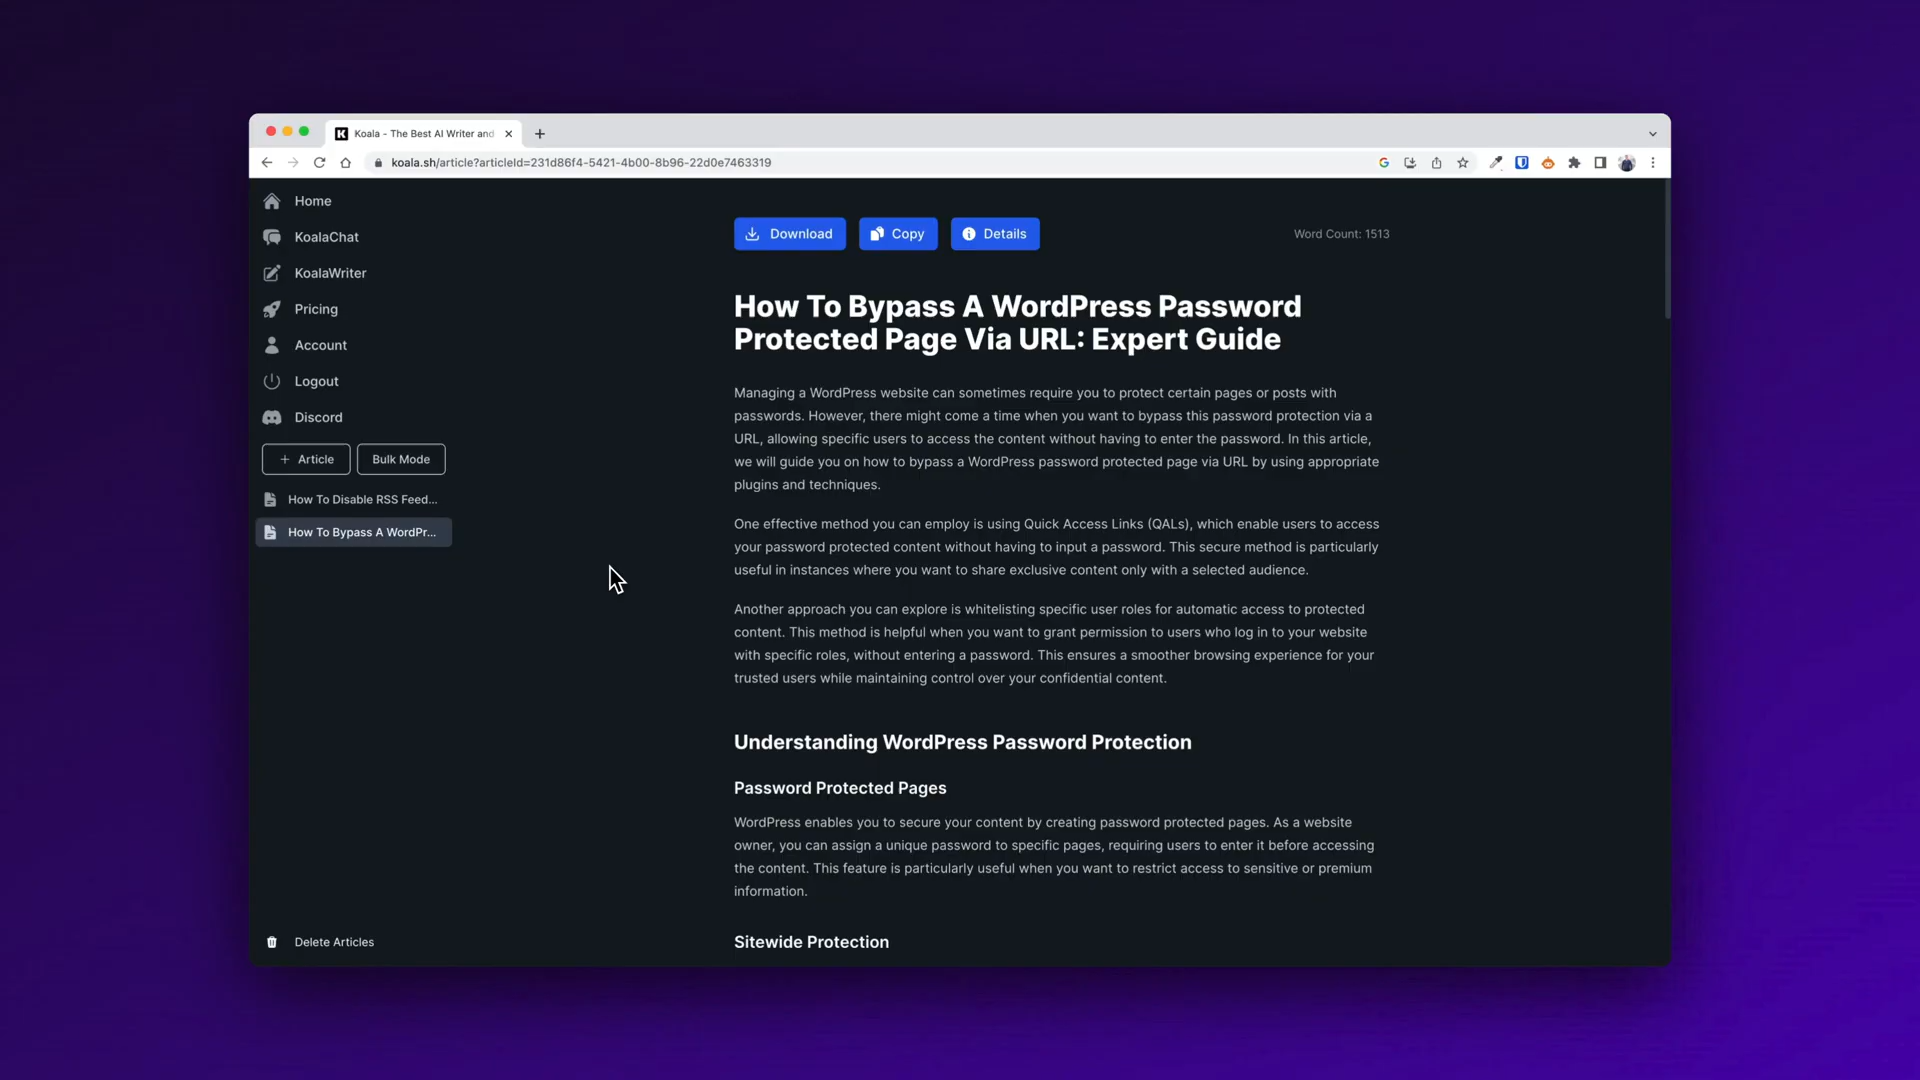 Koala - The Best AI Writer and
koala.sh/article?articleId=231d86f4-5421-4b00-8b96-22d0e7463319
Home
KoalaChat
KoalaWriter
Pricing
Account
Logout
Discord
+ Article
Bulk Mode
How To Disable RSS Feed...
How To Bypass A WordPr...
Delete Articles
Download
Copy
Details
Word Count: 1513
How To Bypass A WordPress Password
Protected Page Via URL: Expert Guide
Managing a WordPress website can sometimes require you to protect certain pages or posts with
passwords. However, there might come a time when you want to bypass this password protection via a
URL, allowing specific users to access the content without having to enter the password. In this article,
we will guide you on how to bypass a WordPress password protected page via URL by using appropriate
plugins and techniques.
One effective method you can employ is using Quick Access Links (QALs), which enable users to access
your password protected content without having to input a password. This secure method is particularly
useful in instances where you want to share exclusive content only with a selected audience.
Another approach you can explore is whitelisting specific user roles for automatic access to protected
content. This method is helpful when you want to grant permission to users who log in to your website
with specific roles, without entering a password. This ensures a smoother browsing experience for your
trusted users while maintaining control over your confidential content.
Understanding WordPress Password Protection
Password Protected Pages
WordPress enables you to secure your content by creating password protected pages. As a website
owner, you can assign a unique password to specific pages, requiring users to enter it before accessing
the content. This feature is particularly useful when you want to restrict access to sensitive or premium
information.
Sitewide Protection